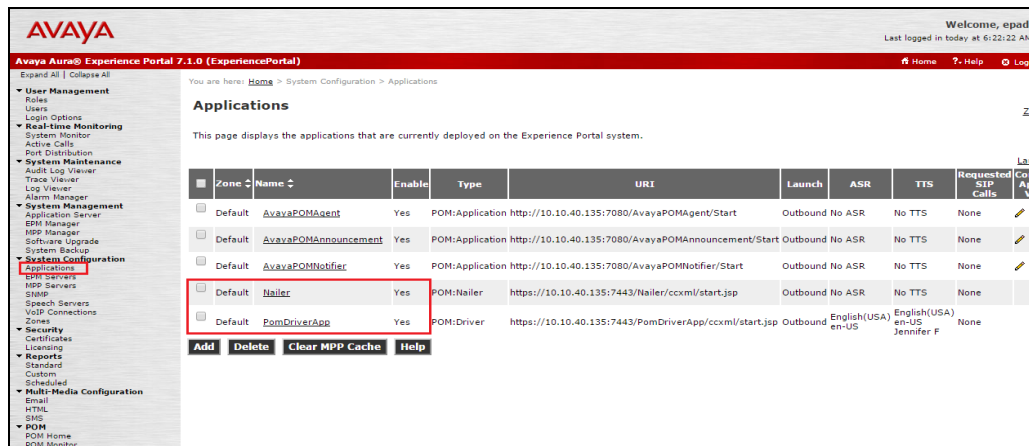 AVAYA
Welcome, epad
Last logged in today at 6:22:22 AM
Avaya Aura® Experience Portal 7.1.0 (ExperiencePortal)
Home ?▾ Help Log
Expand All | Collapse All
▼ User Management
Roles
Users
Login Options
▼ Real-time Monitoring
System Monitor
Active Calls
Port Distribution
▼ System Maintenance
Audit Log Viewer
Trace Viewer
Log Viewer
Alarm Manager
▼ System Management
Application Server
EPM Manager
MPP Manager
Software Upgrade
System Backup
▼ System Configuration
Applications
EPM Servers
MPP Servers
SNMP
Speech Servers
VoIP Connections
Zones
▼ Security
Certificates
Licensing
▼ Reports
Standard
Custom
Scheduled
▼ Multi-Media Configuration
Email
HTML
SMS
▼ POM
POM Home
POM Monitor
You are here: Home > System Configuration > Applications
Applications
Z
This page displays the applications that are currently deployed on the Experience Portal system.
La
Zone Name Enable Type URI Launch ASR TTS Requested SIP Calls Co A V
Default AvayaPOMAgent Yes POM:Application http://10.10.40.135:7080/AvayaPOMAgent/Start Outbound No ASR No TTS None
Default AvayaPOMAnnouncement Yes POM:Application http://10.10.40.135:7080/AvayaPOMAnnouncement/Start Outbound No ASR No TTS None
Default AvayaPOMNotifier Yes POM:Application http://10.10.40.135:7080/AvayaPOMNotifier/Start Outbound No ASR No TTS None
Default Nailer Yes POM:Nailer https://10.10.40.135:7443/Nailer/ccxml/start.jsp Outbound No ASR No TTS None
Default PomDriverApp Yes POM:Driver https://10.10.40.135:7443/PomDriverApp/ccxml/start.jsp Outbound English(USA) en-US English(USA) en-US Jennifer F None
Add Delete Clear MPP Cache Help